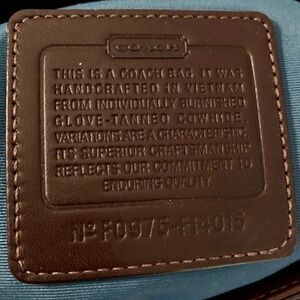 COACH
THIS IS A COACH BAG. IT WAS
HANDCRAFTED IN VIETNAM
FROM INDIVIDUALLY BURNISHED
GLOVE-TANNED COWHIDE.
VARIATIONS ARE A CHARACTERISTIC.
ITS SUPERIOR CRAFTSMANSHIP
REFLECTS OUR COMMITMENT TO
ENDURING QUALITY.
Nº F0975-F14015